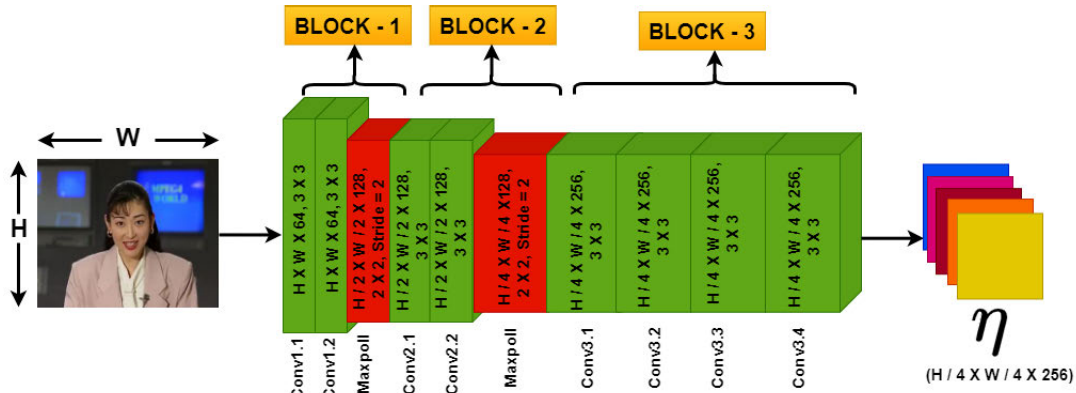 BLOCK - 1
BLOCK - 2
BLOCK - 3
W
H
MPEG4
WORLD
H X W X 64, 3 X 3
H X W X 64, 3 X 3
H / 2 X W / 2 X 128,
2 X 2, Stride = 2
H / 2 X W / 2 X 128,
3 X 3
H / 2 X W / 2 X 128,
3 X 3
H / 4 X W / 4 X128,
2 X 2, Stride = 2
H / 4 X W / 4 X 256,
3 X 3
H / 4 X W / 4 X 256,
3 X 3
H / 4 X W / 4 X 256,
3 X 3
H / 4 X W / 4 X 256,
3 X 3
Conv1.1
Conv1.2
Maxpoll
Conv2.1
Conv2.2
Maxpoll
Conv3.1
Conv3.2
Conv3.3
Conv3.4
η
(H / 4 X W / 4 X 256)